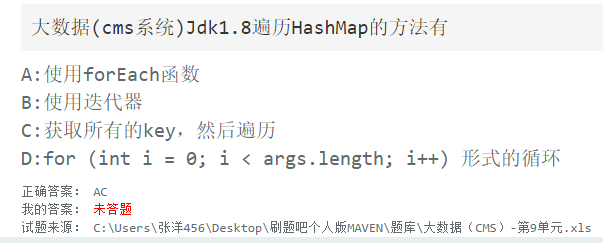 大数据(cms系统)Jdk1.8遍历HashMap的方法有
A:使用forEach函数
B:使用迭代器
C:获取所有的key，然后遍历
D:for (int i = 0; i < args.length; i++) 形式的循环
正确答案： AC
我的答案： 未答题
试题来源： C:\Users\张洋456\Desktop\刷题吧个人版MAVEN\题库\大数据（CMS）-第9单元.xls